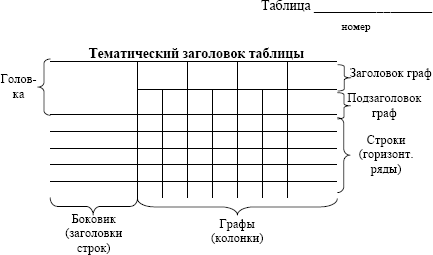 Таблица ________________
номер
Тематический заголовок таблицы
Голов-
ка
Заголовок граф
Подзаголовок
граф
Строки
(горизонт.
ряды)
Боковик
(заголовки
строк)
Графы
(колонки)